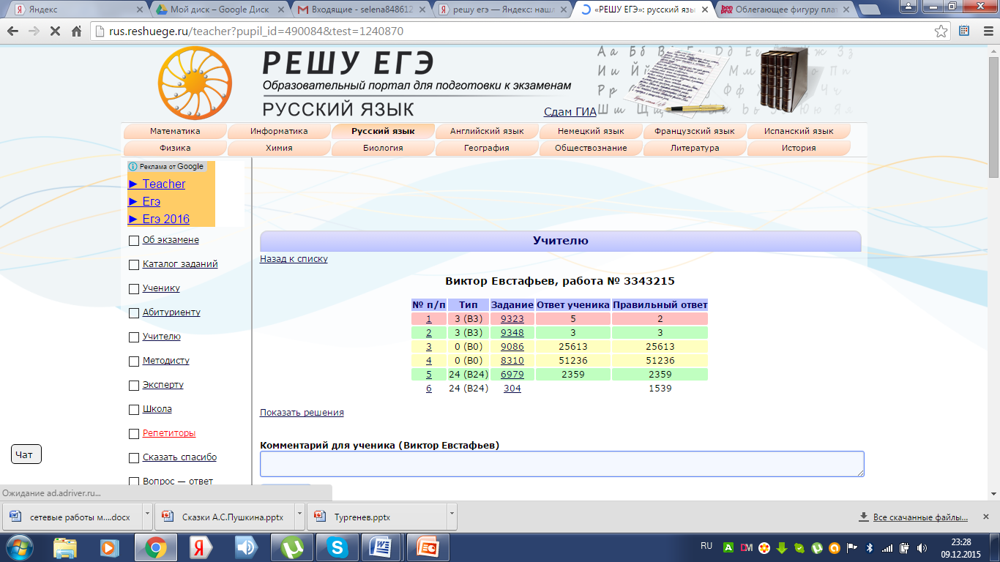 Яндекс
Мой диск – Google Диск
Входящие - selena848612
решу егэ — Яндекс: нашл
«РЕШУ ЕГЭ»: русский язы
Облегающее фигуру плат
rus.reshuege.ru/teacher?pupil_id=490084&test=1240870
РЕШУ ЕГЭ
Образовательный портал для подготовки к экзаменам
РУССКИЙ ЯЗЫК
Сдам ГИА
Математика Информатика Русский язык Английский язык Немецкий язык Французский язык Испанский язык
Физика Химия Биология География Обществознание Литература История
Реклама от Google
► Teacher
► Егэ
► Егэ 2016
Об экзамене
Каталог заданий
Ученику
Абитуриенту
Учителю
Методисту
Эксперту
Школа
Репетиторы
Сказать спасибо
Вопрос — ответ
Чат
Учителю
Назад к списку
Виктор Евстафьев, работа № 3343215
№ п/п Тип Задание Ответ ученика Правильный ответ
1 3 (B3) 9323 5 2
2 3 (B3) 9348 3 3
3 0 (B0) 9086 25613 25613
4 0 (B0) 8310 51236 51236
5 24 (B24) 6979 2359 2359
6 24 (B24) 304 1539
Показать решения
Комментарий для ученика (Виктор Евстафьев)
Ожидание ad.adriver.ru...
сетевые работы м....docx
Сказки А.С.Пушкина.pptx
Тургенев.pptx
Все скачанные файлы...
RU
23:28
09.12.2015